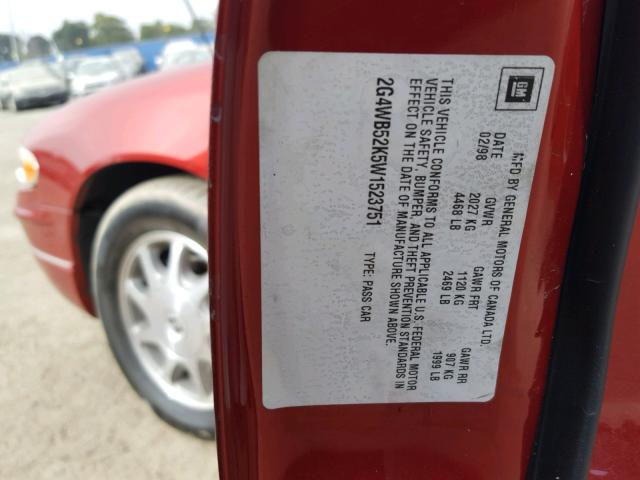 GM
MFD BY GENERAL MOTORS OF CANADA LTD.
DATE GVWR GAWR FRT GAWR RR
02/98 2027 KG 1120 KG 907 KG
4468 LB 2469 LB 1999 LB
THIS VEHICLE CONFORMS TO ALL APPLICABLE U.S. FEDERAL MOTOR
VEHICLE SAFETY, BUMPER, AND THEFT PREVENTION STANDARDS IN
EFFECT ON THE DATE OF MANUFACTURE SHOWN ABOVE.
2G4WB52K5W1523751 TYPE: PASS CAR